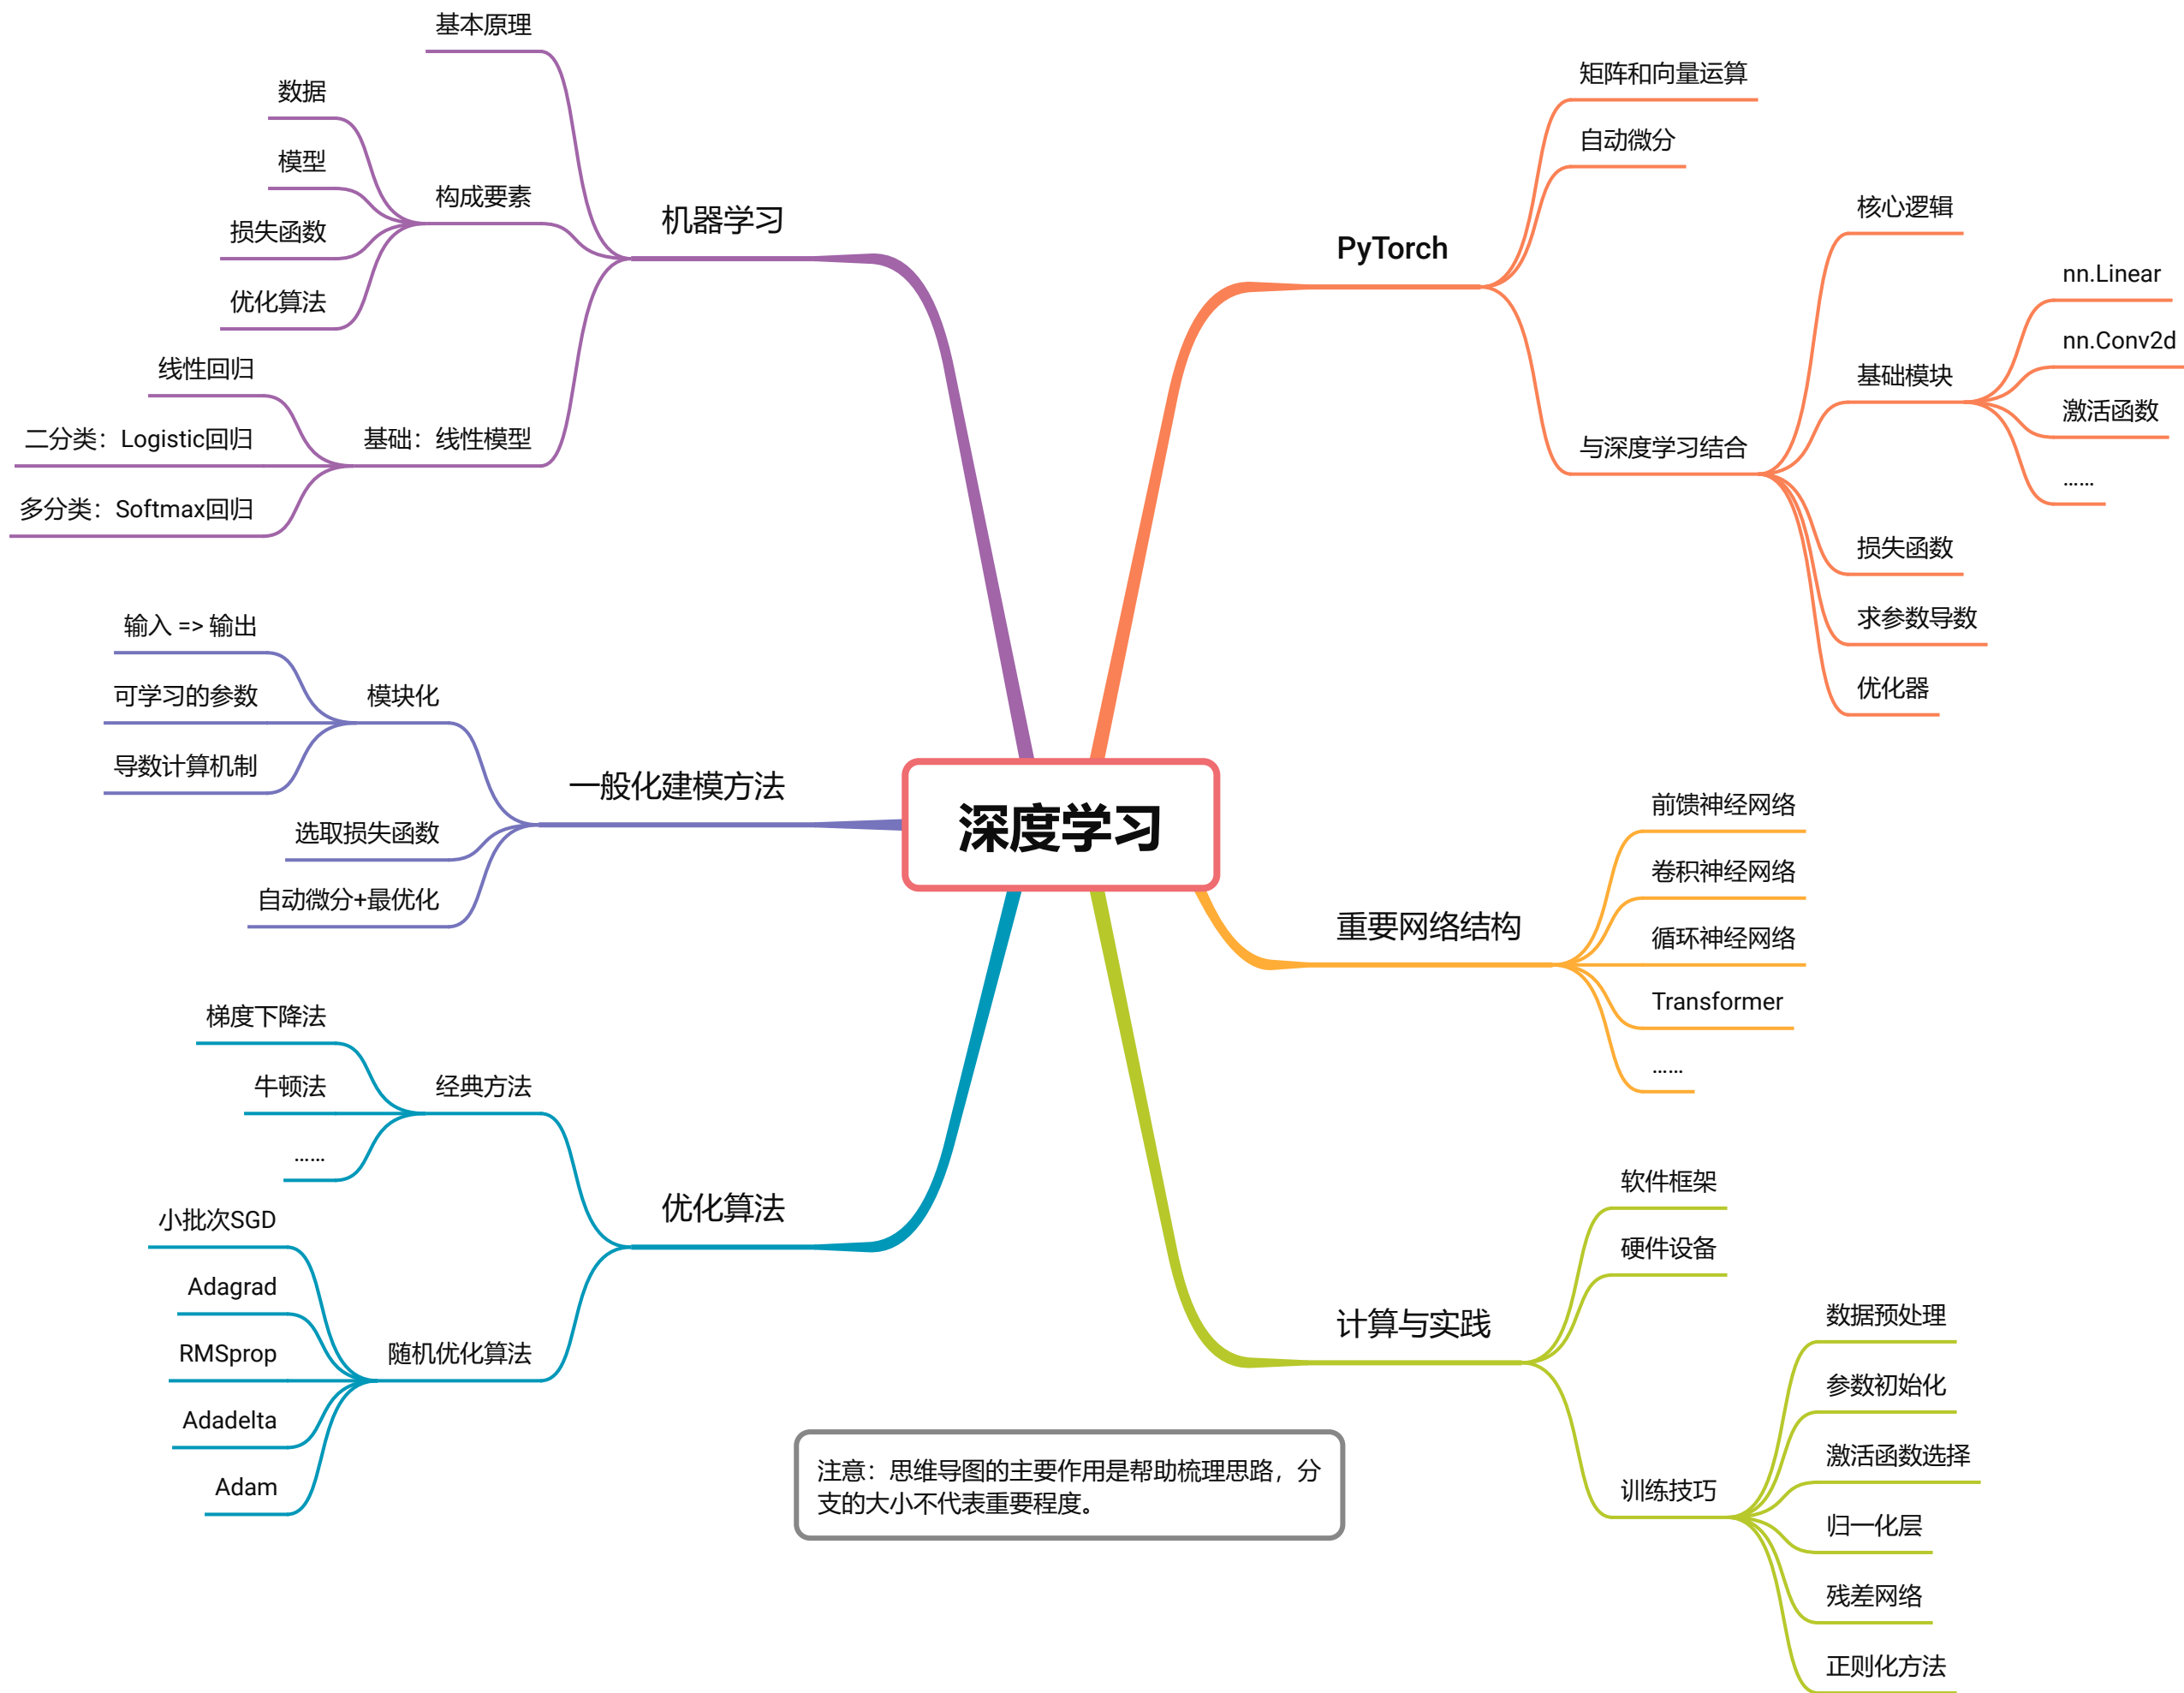 深度学习
机器学习
基本原理
构成要素
数据
模型
损失函数
优化算法
基础：线性模型
线性回归
二分类：Logistic回归
多分类：Softmax回归
一般化建模方法
模块化
输入 => 输出
可学习的参数
导数计算机制
选取损失函数
自动微分+最优化
优化算法
经典方法
梯度下降法
牛顿法
……
随机优化算法
小批次SGD
Adagrad
RMSprop
Adadelta
Adam
PyTorch
矩阵和向量运算
自动微分
与深度学习结合
核心逻辑
基础模块
nn.Linear
nn.Conv2d
激活函数
……
损失函数
求参数导数
优化器
重要网络结构
前馈神经网络
卷积神经网络
循环神经网络
Transformer
……
计算与实践
软件框架
硬件设备
训练技巧
数据预处理
参数初始化
激活函数选择
归一化层
残差网络
正则化方法
注意：思维导图的主要作用是帮助梳理思路，分
支的大小不代表重要程度。